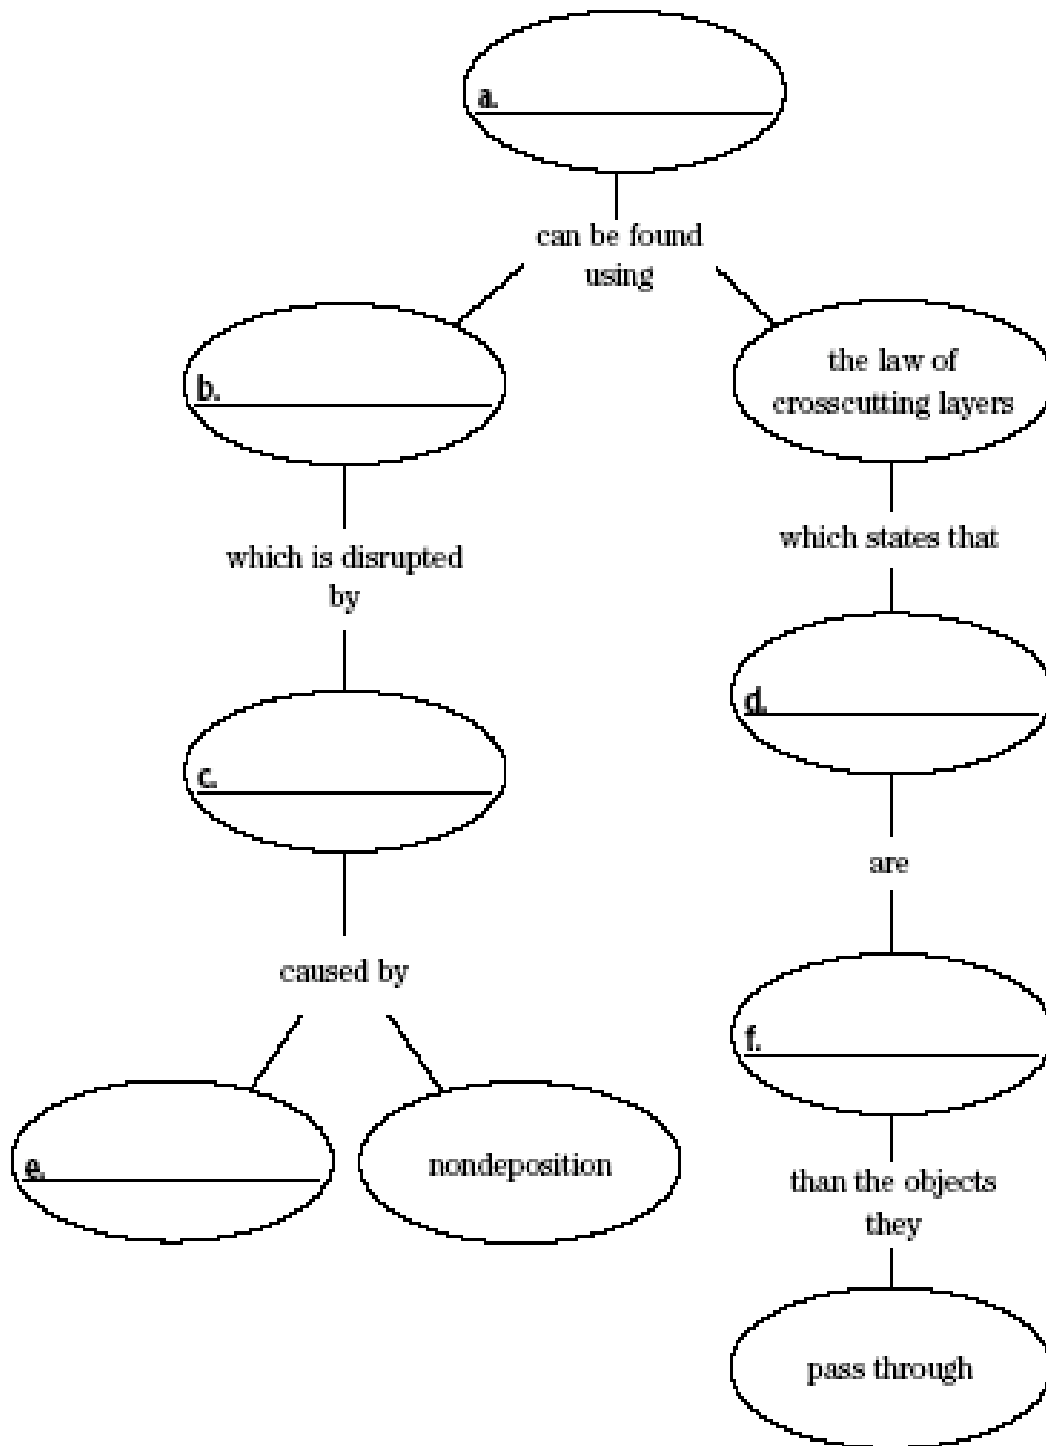 a.
can be found
using
b.
the law of
crosscutting layers
which is disrupted
by
which states that
c.
d.
are
caused by
f.
e.
nondeposition
than the objects
they
pass through